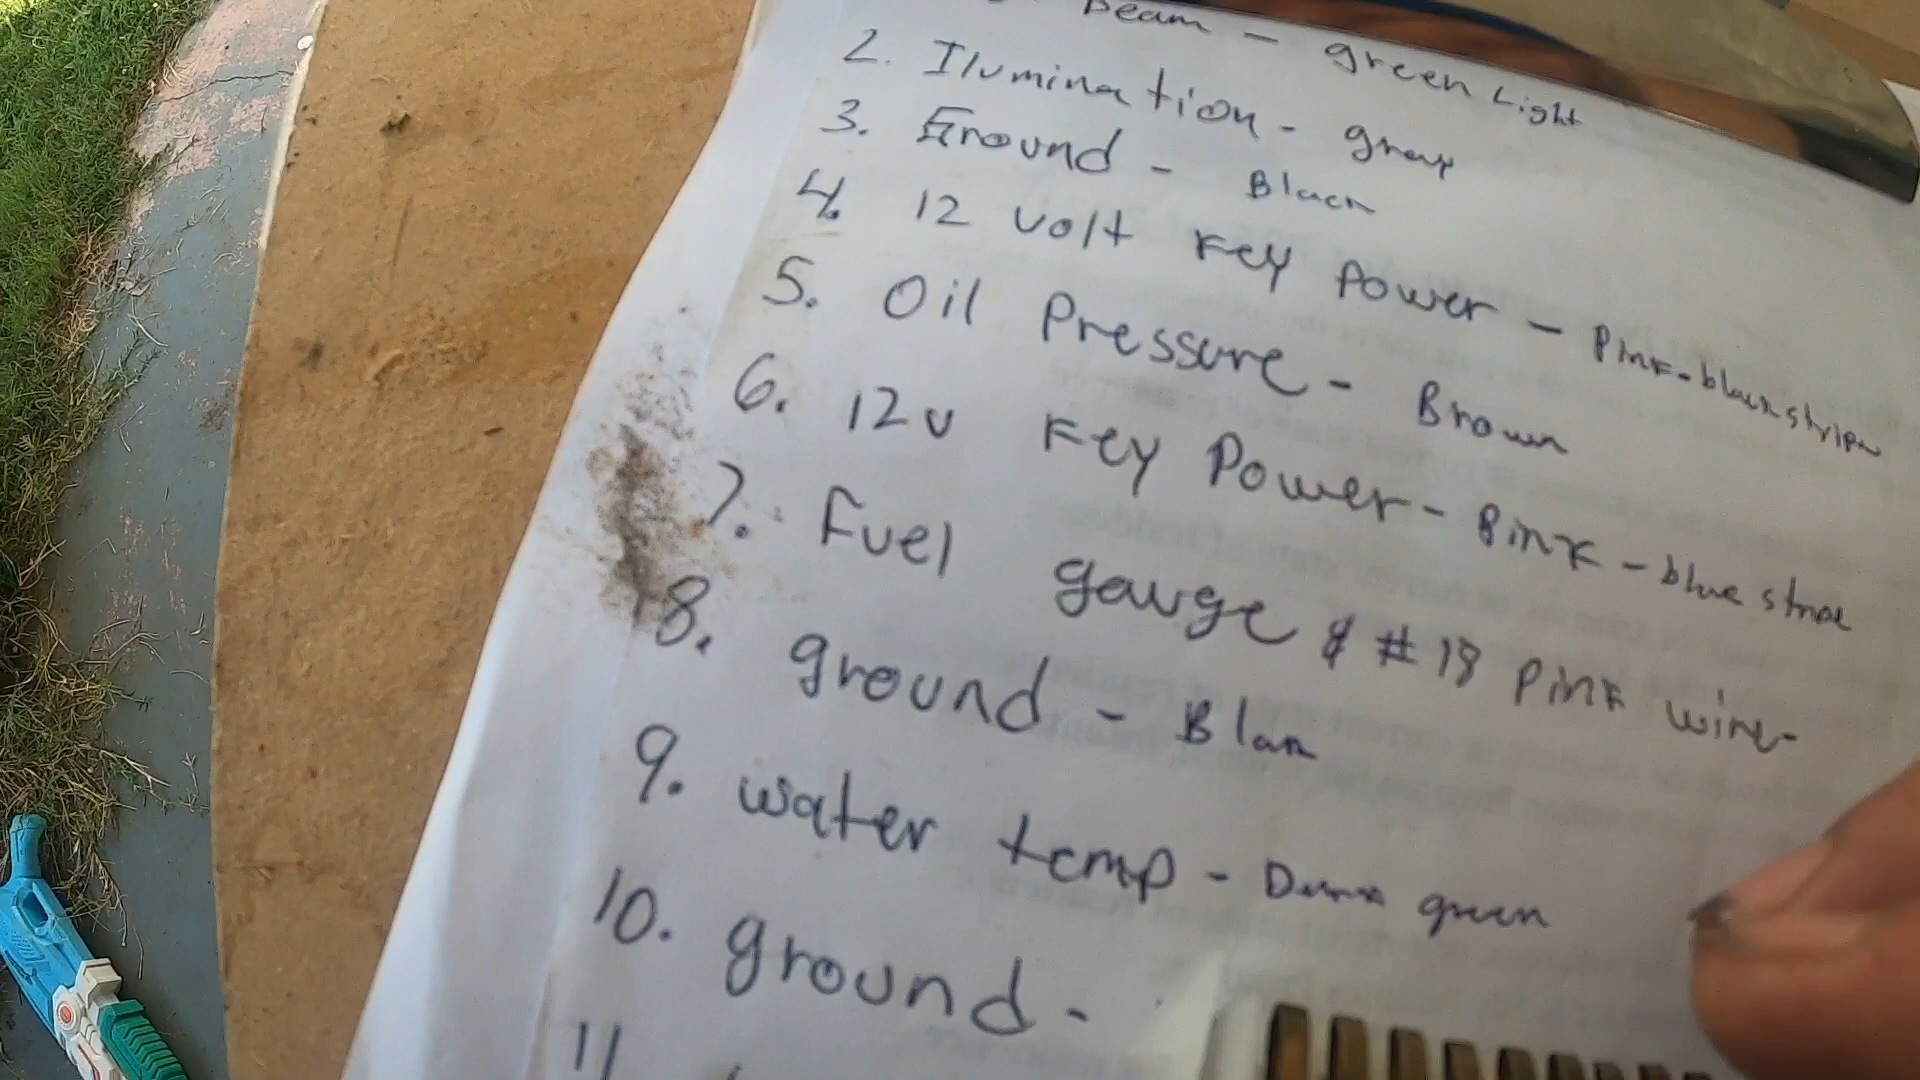 Beam - green Light
2. Ilumination - gray
3. Ground - Black
4. 12 volt Key Power - Pink - black stripe
5. Oil Pressure - Brown
6. 12v Key Power - Pink - blue stripe
7. Fuel gauge & #18 Pink wire
8. ground - Black
9. water temp - Dark green
10. ground -
11